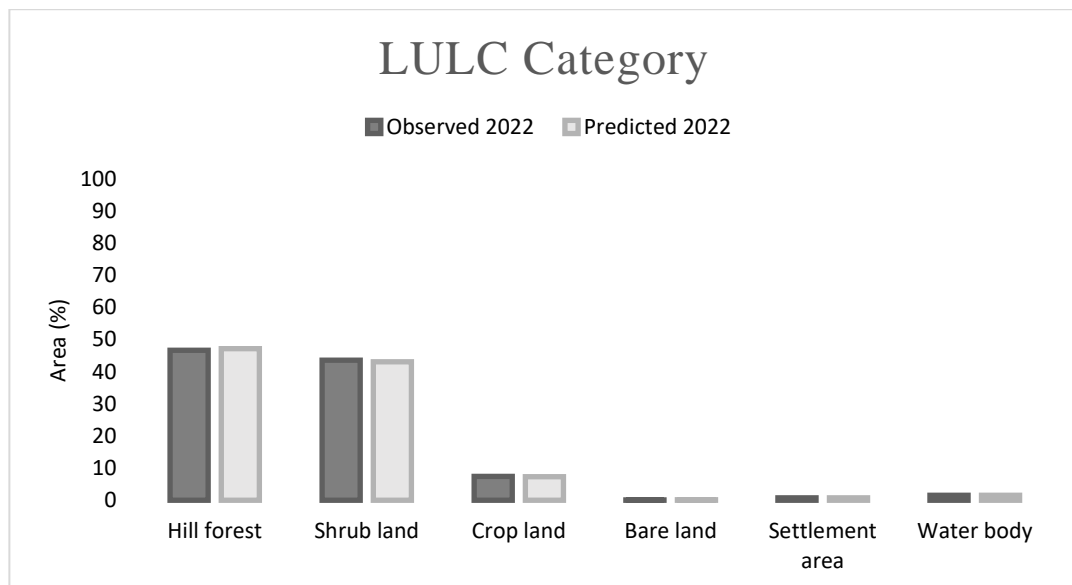 LULC Category
Observed 2022 Predicted 2022
Area (%)
100
90
80
70
60
50
40
30
20
10
0
Hill forest Shrub land Crop land Bare land Settlement area Water body